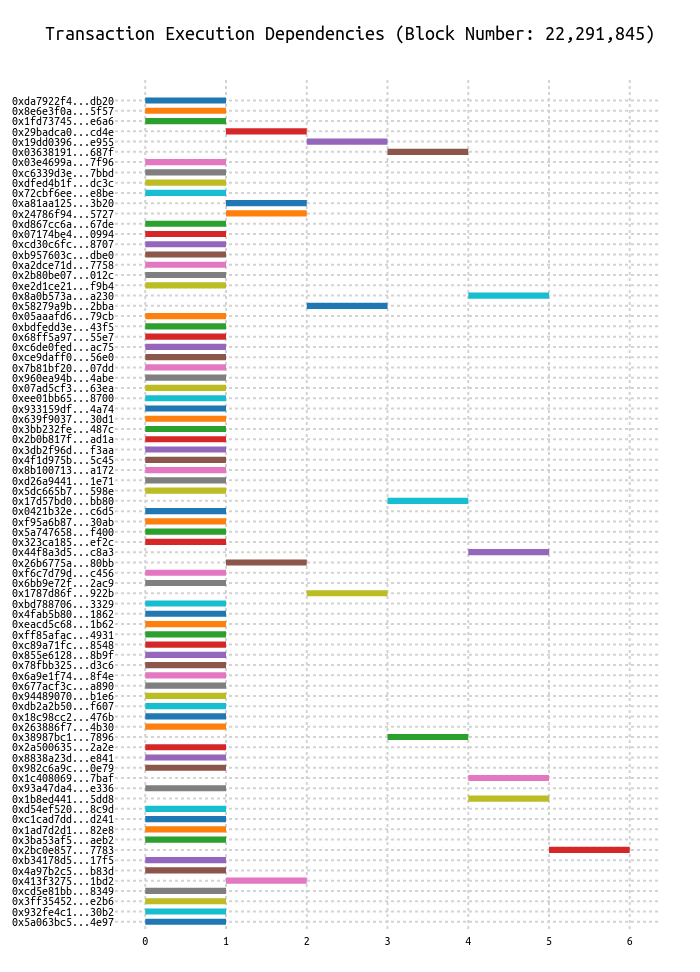 Transaction Execution Dependencies (Block Number: 22,291,845)
0xda7922f4...db20
0x8e6e3f0a...5f57
0x1fd73745...e6a6
0x29badca0...cd4e
0x19dd0396...e955
0x03638191...687f
0x03e4699a...7f96
0xc6339d3e...7bbd
0xdfed4b1f...dc3c
0x72cbf6ee...e8be
0xa81aa125...3b20
0x24786f94...5727
0xd867cc6a...67de
0x07174be4...0994
0xcd30c6fc...8707
0xb957603c...dbe0
0xa2dce71d...7758
0x2b80be07...012c
0xe2d1ce21...f9b4
0x8a0b573a...a230
0x58279a9b...2bba
0x05aaafd6...79cb
0xbdfedd3e...43f5
0x68ff5a97...55e7
0xc6de0fed...ac75
0xce9daff0...56e0
0x7b81bf20...07dd
0x960ea94b...4abe
0x07ad5cf3...63ea
0xee01bb65...8700
0x933159df...4a74
0x639f9037...30d1
0x3bb232fe...487c
0x2b0b817f...ad1a
0x3db2f96d...f3aa
0x4f1d975b...5c45
0x8b100713...a172
0xd26a9441...1e71
0x5dc665b7...598e
0x17d57bd0...bb80
0x0421b32e...c6d5
0xf95a6b87...30ab
0x5a747658...f400
0x323ca185...ef2c
0x44f8a3d5...c8a3
0x26b6775a...80bb
0xf6c7d79d...c456
0x6bb9e72f...2ac9
0x1787d86f...922b
0xbd788706...3329
0x4fab5b80...1862
0xeacd5c68...1b62
0xff85afac...4931
0xc89a71fc...8548
0x855e6128...8b9f
0x78fbb325...d3c6
0x6a9e1f74...8f4e
0x677acf3c...a890
0x94489070...b1e6
0xdb2a2b50...f607
0x18c98cc2...476b
0x263886f7...4b30
0x38987bc1...7896
0x2a500635...2a2e
0x8838a23d...e841
0x982c6a9c...0e79
0x1c408069...7baf
0x93a47da4...e336
0x1b8ed441...5dd8
0xd54ef520...8c9d
0xc1cad7dd...d241
0x1ad7d2d1...82e8
0x3ba53af5...aeb2
0x2bc0e857...7783
0xb34178d5...17f5
0x4a97b2c5...b83d
0x413f3275...1bd2
0xcd5e81bb...8349
0x3ff35452...e2b6
0x932fe4c1...30b2
0x5a063bc5...4e97
0 1 2 3 4 5 6